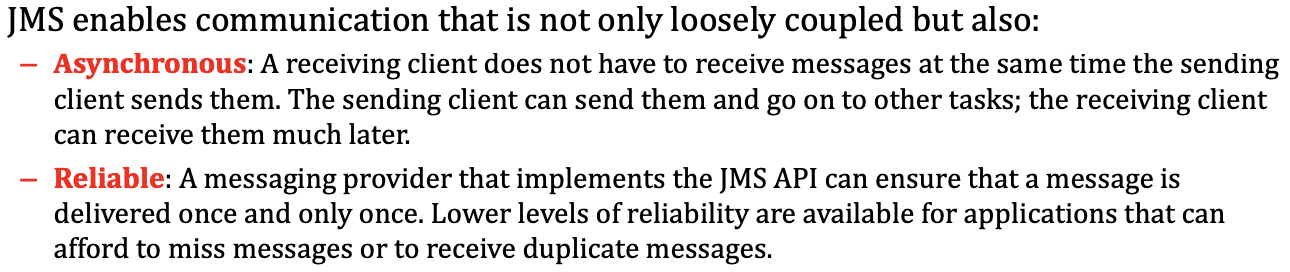 JMS enables communication that is not only loosely coupled but also:
– Asynchronous: A receiving client does not have to receive messages at the same time the sending
client sends them. The sending client can send them and go on to other tasks; the receiving client
can receive them much later.
– Reliable: A messaging provider that implements the JMS API can ensure that a message is
delivered once and only once. Lower levels of reliability are available for applications that can
afford to miss messages or to receive duplicate messages.